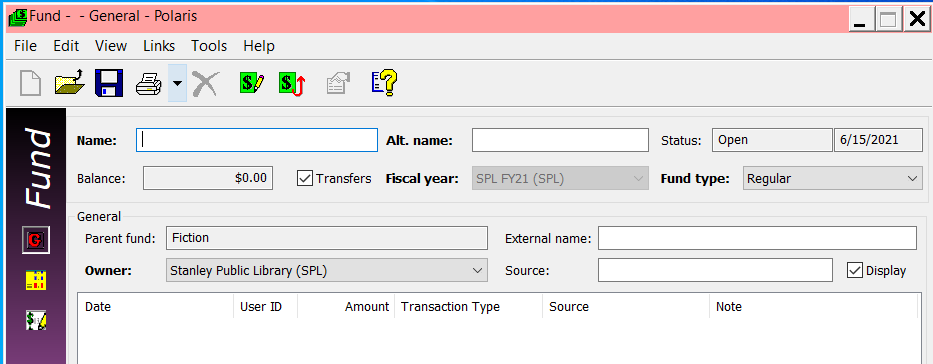 Fund - - General - Polaris
File Edit View Links Tools Help
Fund
Name: Alt. name: Status: Open 6/15/2021
Balance: $0.00 Transfers Fiscal year: SPL FY21 (SPL) Fund type: Regular
General
Parent fund: Fiction External name:
Owner: Stanley Public Library (SPL) Source: Display
Date User ID Amount Transaction Type Source Note